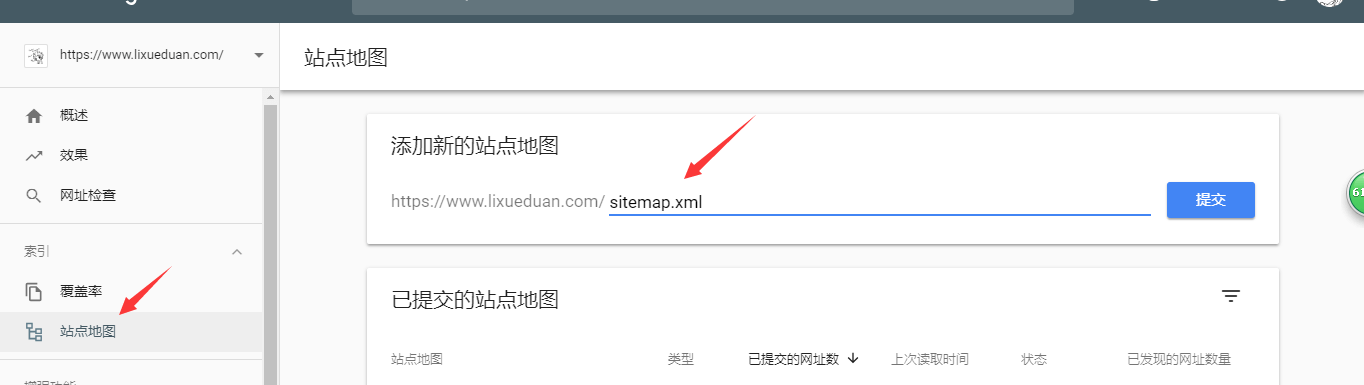 https://www.lixueduan.com/
站点地图
概述
效果
网址检查
索引
覆盖率
站点地图
添加新的站点地图
https://www.lixueduan.com/ sitemap.xml
提交
已提交的站点地图
站点地图 类型 已提交的网址数 上次读取时间 状态 已发现的网址数量